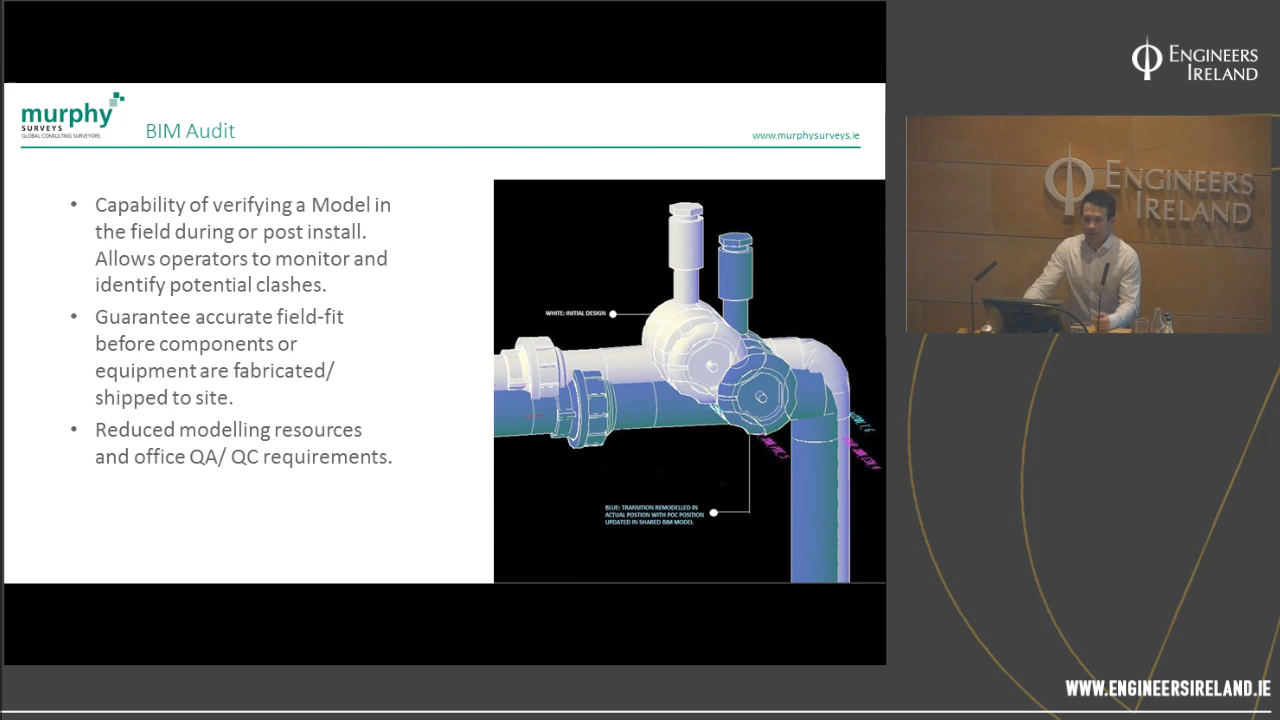 murphy
SURVEYS
GLOBAL CONSULTING SURVEYORS
BIM Audit
www.murphysurveys.ie
• Capability of verifying a Model in
the field during or post install.
Allows operators to monitor and
identify potential clashes.
• Guarantee accurate field-fit
before components or
equipment are fabricated/
shipped to site.
• Reduced modelling resources
and office QA/ QC requirements.
WHITE: INITIAL DESIGN
BLUE: TRANSITION REMODELLED IN
ACTUAL POSTION WITH POC POSITION
UPDATED IN SHARED BIM MODEL
ENGINEERS
IRELAND
ENGINEERS
IRELAND
WWW.ENGINEERSIRELAND.IE